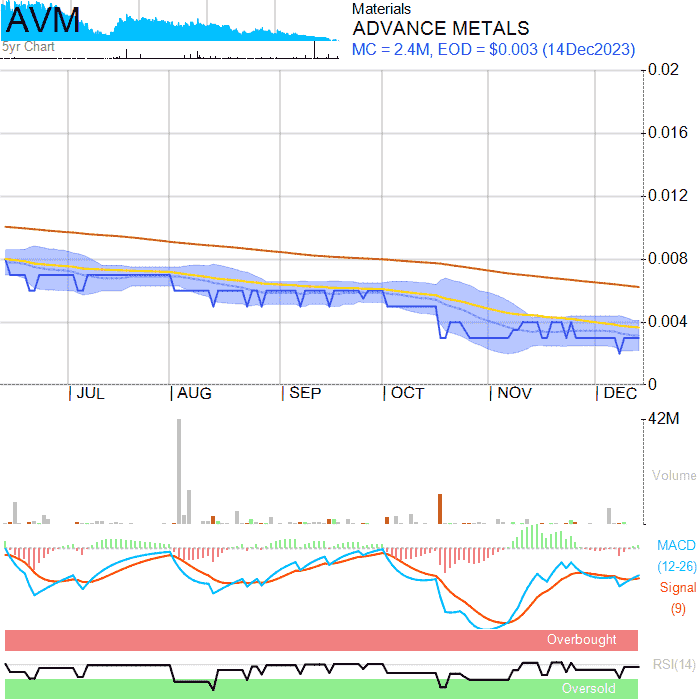 AVM
5yr Chart
Materials
ADVANCE METALS
MC = 2.4M, EOD = $0.003 (14Dec2023)
0.02
0.016
0.012
0.008
0.004
0
JUL AUG SEP OCT NOV DEC
42M
Volume
MACD
(12-26)
Signal
(9)
Overbought
RSI(14)
Oversold